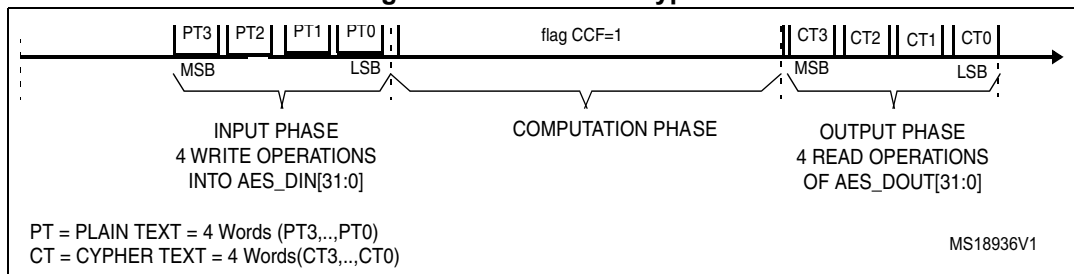 PT3 PT2 PT1 PT0 flag CCF=1 CT3 CT2 CT1 CT0
MSB LSB MSB LSB
INPUT PHASE
4 WRITE OPERATIONS
INTO AES_DIN[31:0]
COMPUTATION PHASE
OUTPUT PHASE
4 READ OPERATIONS
OF AES_DOUT[31:0]
PT = PLAIN TEXT = 4 Words (PT3,..,PT0)
CT = CYPHER TEXT = 4 Words(CT3,..,CT0)
MS18936V1